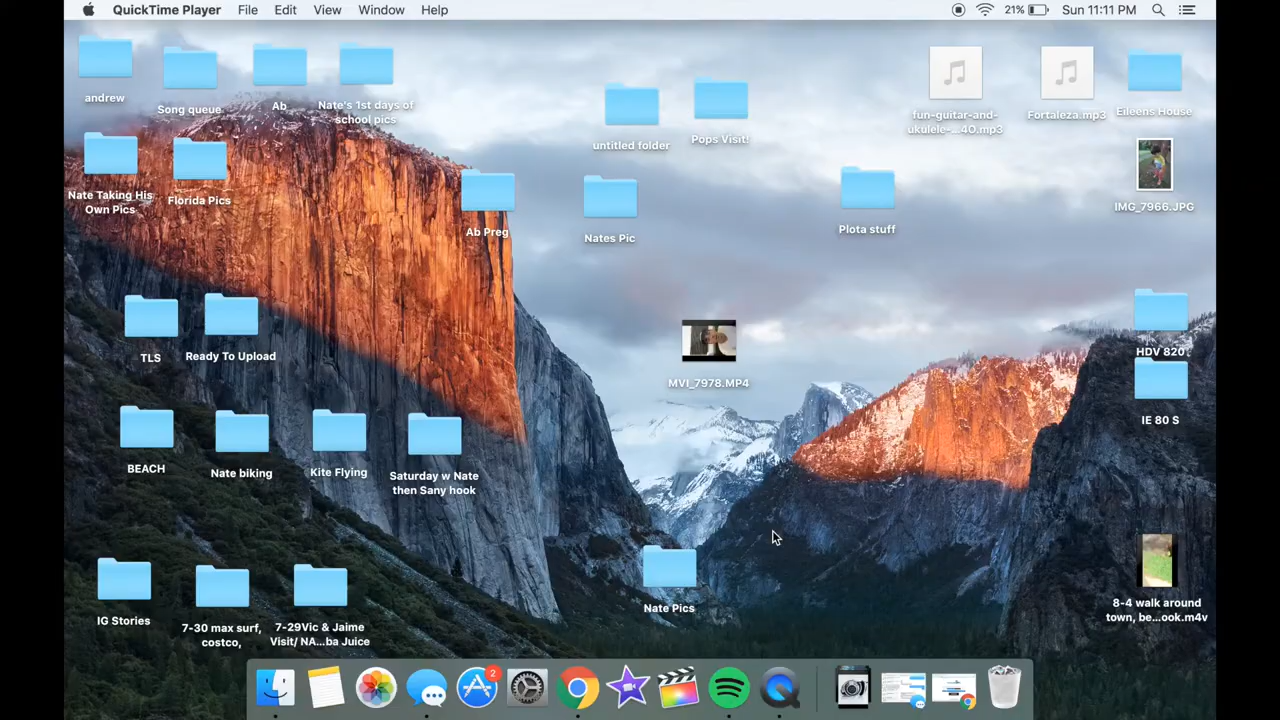 QuickTime Player File Edit View Window Help 21% Sun 11:11 PM
andrew
Song queue
Ab
Nate's 1st days of
school pics
untitled folder
Pops Visit!
fun-guitar-and-
ukulele-...4O.mp3
Fortaleza.mp3
Eileens House
Nate Taking His
Own Pics
Florida Pics
Ab Preg
Nates Pic
Plota stuff
IMG_7966.JPG
TLS
Ready To Upload
MVI_7978.MP4
HDV 820
IE 80 S
BEACH
Nate biking
Kite Flying
Saturday w Nate
then Sany hook
IG Stories
7-30 max surf,
costco,
7-29Vic & Jaime
Visit/ NA...ba Juice
Nate Pics
8-4 walk around
town, be...ook.m4v
2